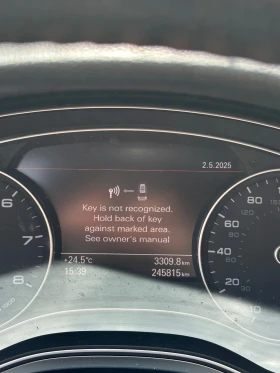 2.5.2025
Key is not recognized.
Hold back of key
against marked area.
See owner's manual
+24.5°C 3309.8 km
15:39 245815 km
6
7
8
80
60
40
20